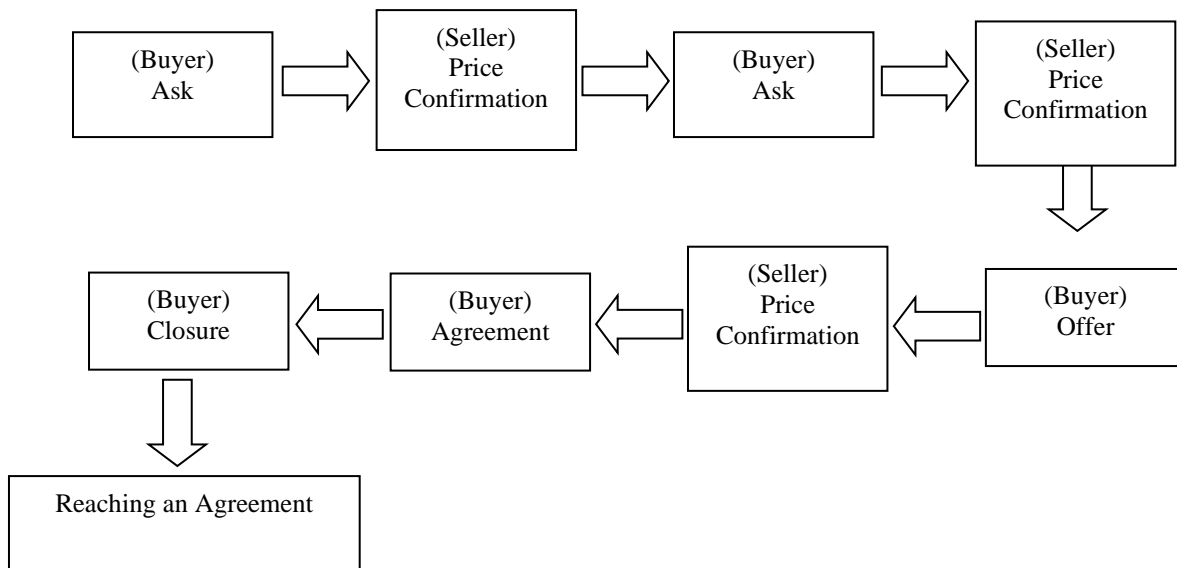 (Buyer)
Ask
(Seller)
Price
Confirmation
(Buyer)
Ask
(Seller)
Price
Confirmation
(Buyer)
Offer
(Seller)
Price
Confirmation
(Buyer)
Agreement
(Buyer)
Closure
Reaching an Agreement